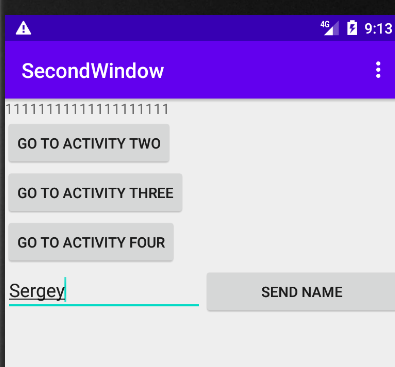 4G 9:13
SecondWindow
11111111111111111111
GO TO ACTIVITY TWO
GO TO ACTIVITY THREE
GO TO ACTIVITY FOUR
Sergey SEND NAME